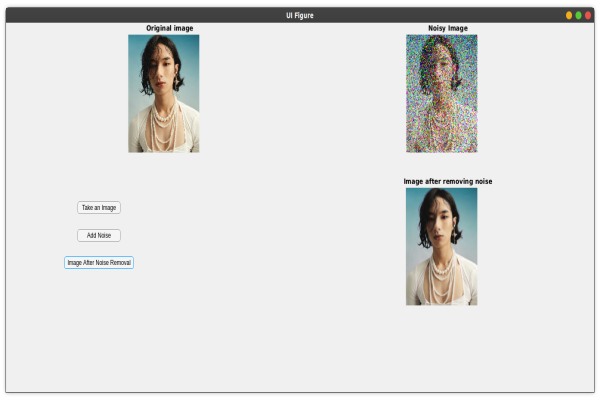 UI Figure
Original image
Noisy Image
Image after removing noise
Take an Image
Add Noise
Image After Noise Removal